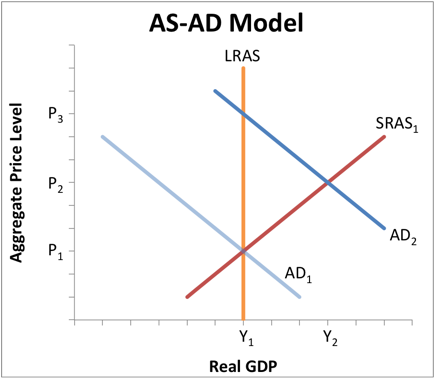 AS-AD Model
LRAS
P3
SRAS1
P2
AD2
P1
AD1
Y1
Y2
Aggregate Price Level
Real GDP